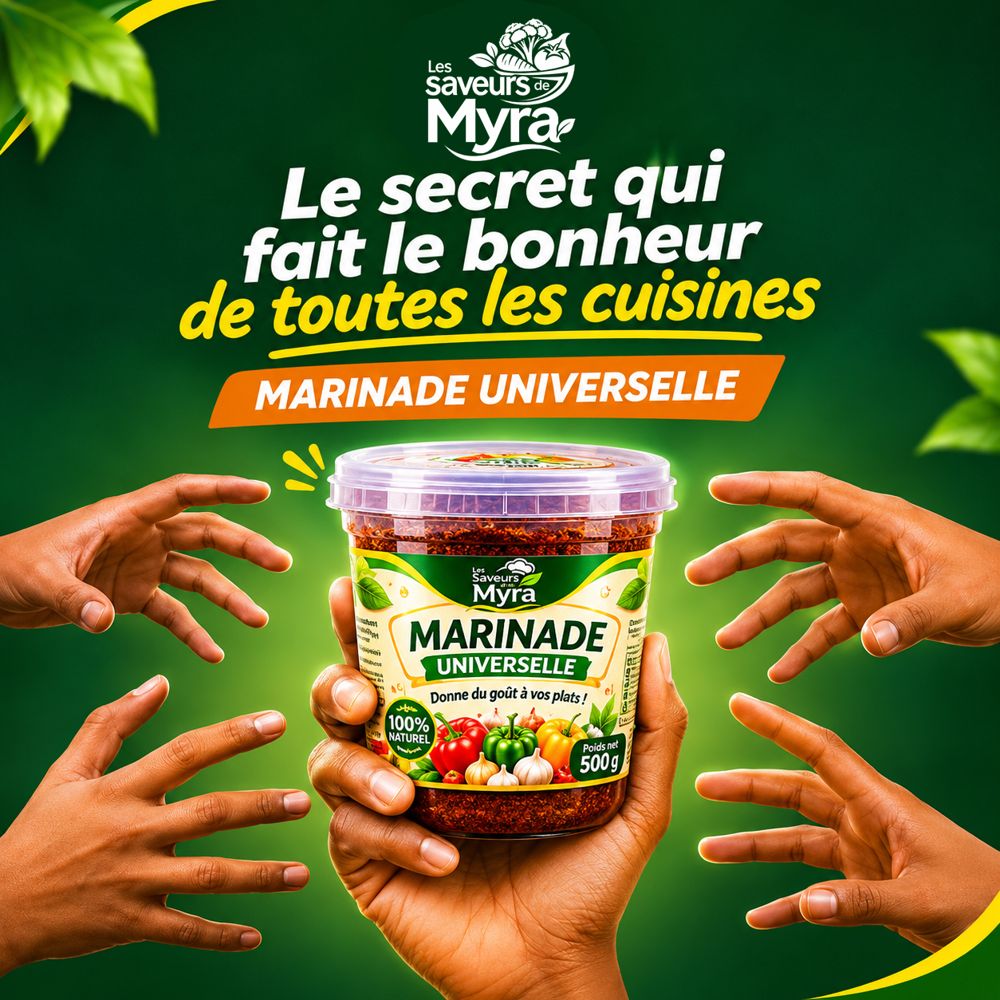 Les
saveurs de
Myra
Le secret qui
fait le bonheur
de toutes les cuisines
MARINADE UNIVERSELLE
Les
Saveurs
Myra
MARINADE
UNIVERSELLE
Donne du goût à vos plats !
100%
NATUREL
Poids net
500 g